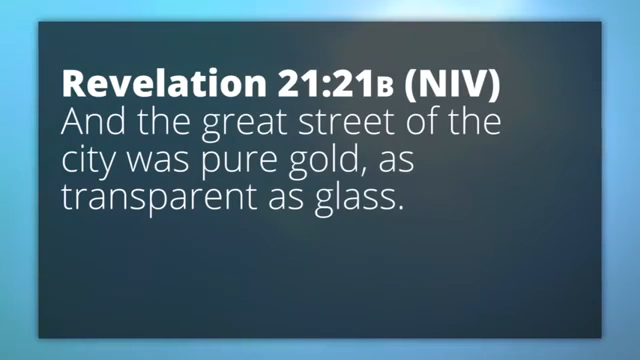 Revelation 21:21B (NIV)
And the great street of the
city was pure gold, as
transparent as glass.